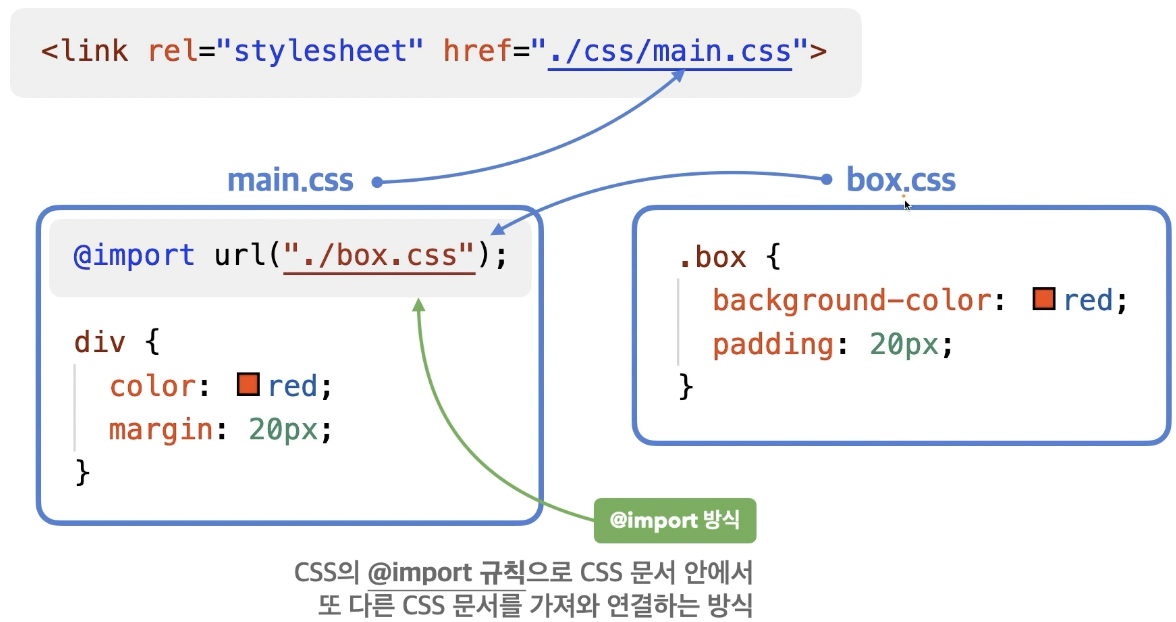 <link rel="stylesheet" href="./css/main.css">
main.css
@import url("./box.css");
div {
color: red;
margin: 20px;
}
box.css
.box {
background-color: red;
padding: 20px;
}
@import 방식
CSS의 @import 규칙으로 CSS 문서 안에서
또 다른 CSS 문서를 가져와 연결하는 방식